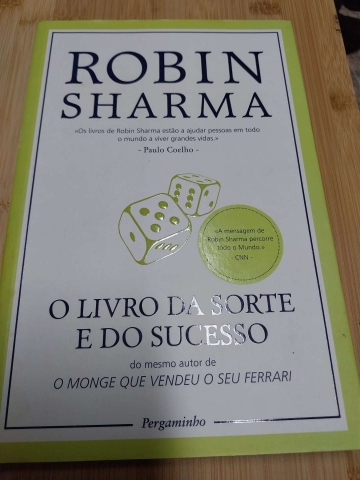 ROBIN
SHARMA
«Os livros de Robin Sharma estão a ajudar pessoas em todo
o mundo a viver grandes vidas.»
- Paulo Coelho -
«A mensagem de
Robin Sharma percorre
todo o Mundo.»
- CNN -
O LIVRO DA SORTE
E DO SUCESSO
do mesmo autor de
O MONGE QUE VENDEU O SEU FERRARI
Pergaminho